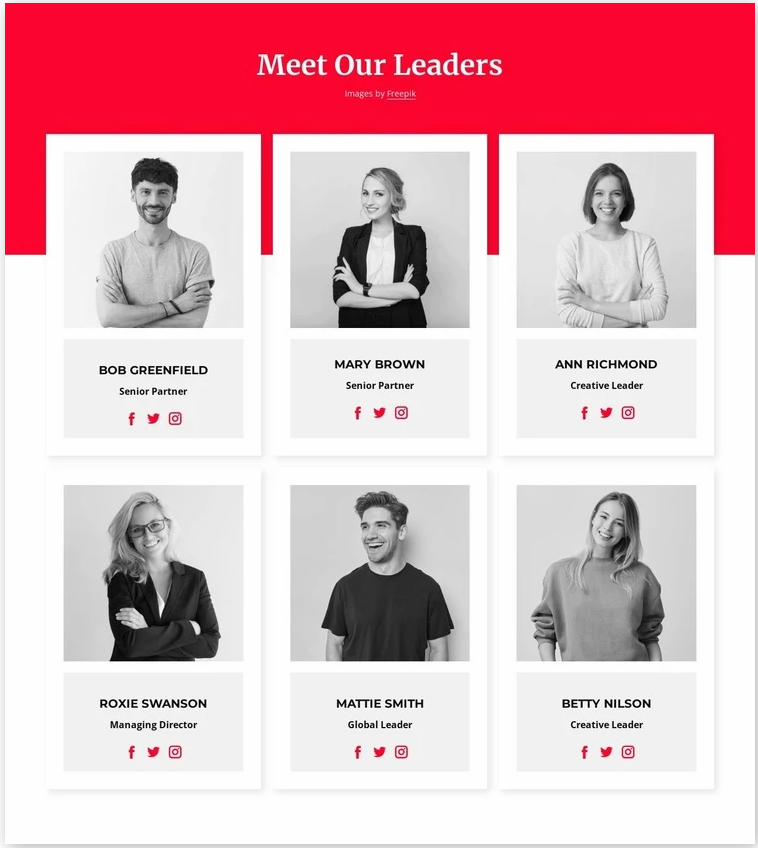 Meet Our Leaders
Images by Freepik
BOB GREENFIELD
Senior Partner
MARY BROWN
Senior Partner
ANN RICHMOND
Creative Leader
ROXIE SWANSON
Managing Director
MATTIE SMITH
Global Leader
BETTY NILSON
Creative Leader